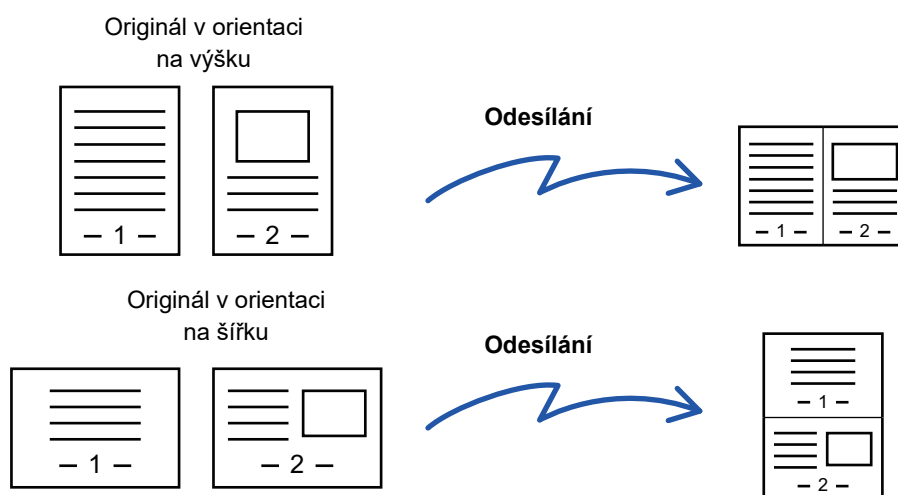 Originál v orientaci
na výšku
Odesílání
– 1 –
– 2 –
– 1 –
– 2 –
Originál v orientaci
na šířku
Odesílání
– 1 –
– 2 –
– 1 –
– 2 –